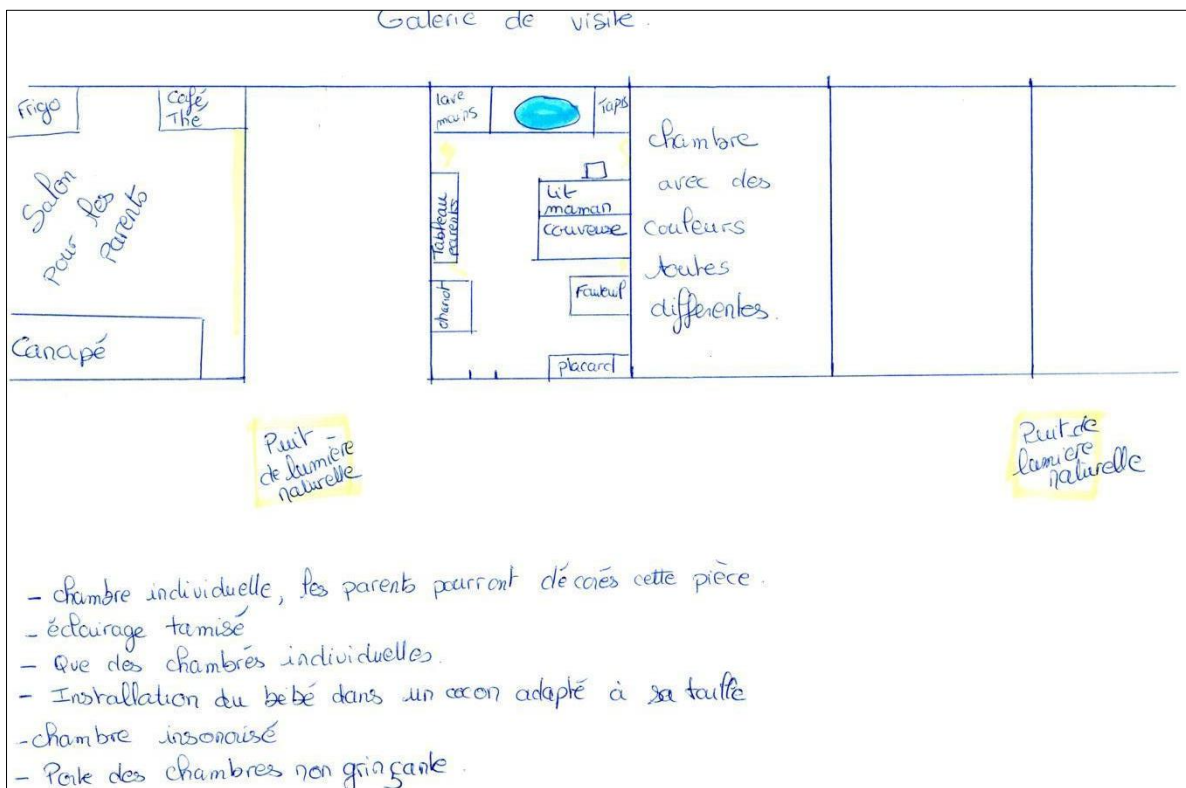 Galerie de visite.
Frigo
Café,
Thé
Salon
pour les
parents
Canapé
lave
mains
Tapis
Tableau
parents
chariot
Lit
maman
couveuse
Fauteuil
placard
chambre
avec des
couleurs
toutes
differentes.
Puit
de lumière
naturelle
Puit de
lumière
naturelle
- chambre individuelle, les parents pourront décorés cette pièce.
- éclairage tamisé
- Que des chambrés individuelles.
- Installation du bébé dans un cocon adapté à sa taille
- chambre insonorisé
- Porte des chambres non grinçante.